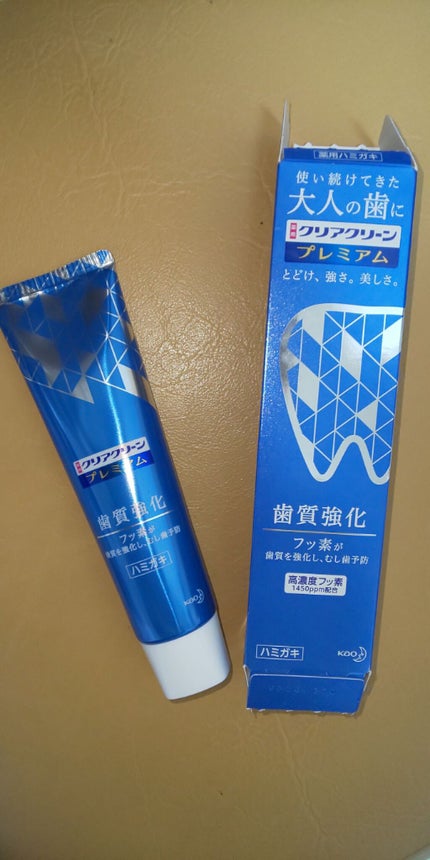 薬用
クリアクリーン
プレミアム
歯質強化
フッ素が
歯質を強化し、むし歯予防
ハミガキ
KAO
薬用ハミガキ
使い続けてきた
大人の歯に
薬用
クリアクリーン
プレミアム
とどけ、強さ。美しさ。
歯質強化
フッ素が
歯質を強化し、むし歯予防
高濃度フッ素
1450ppm配合
ハミガキ
KAO